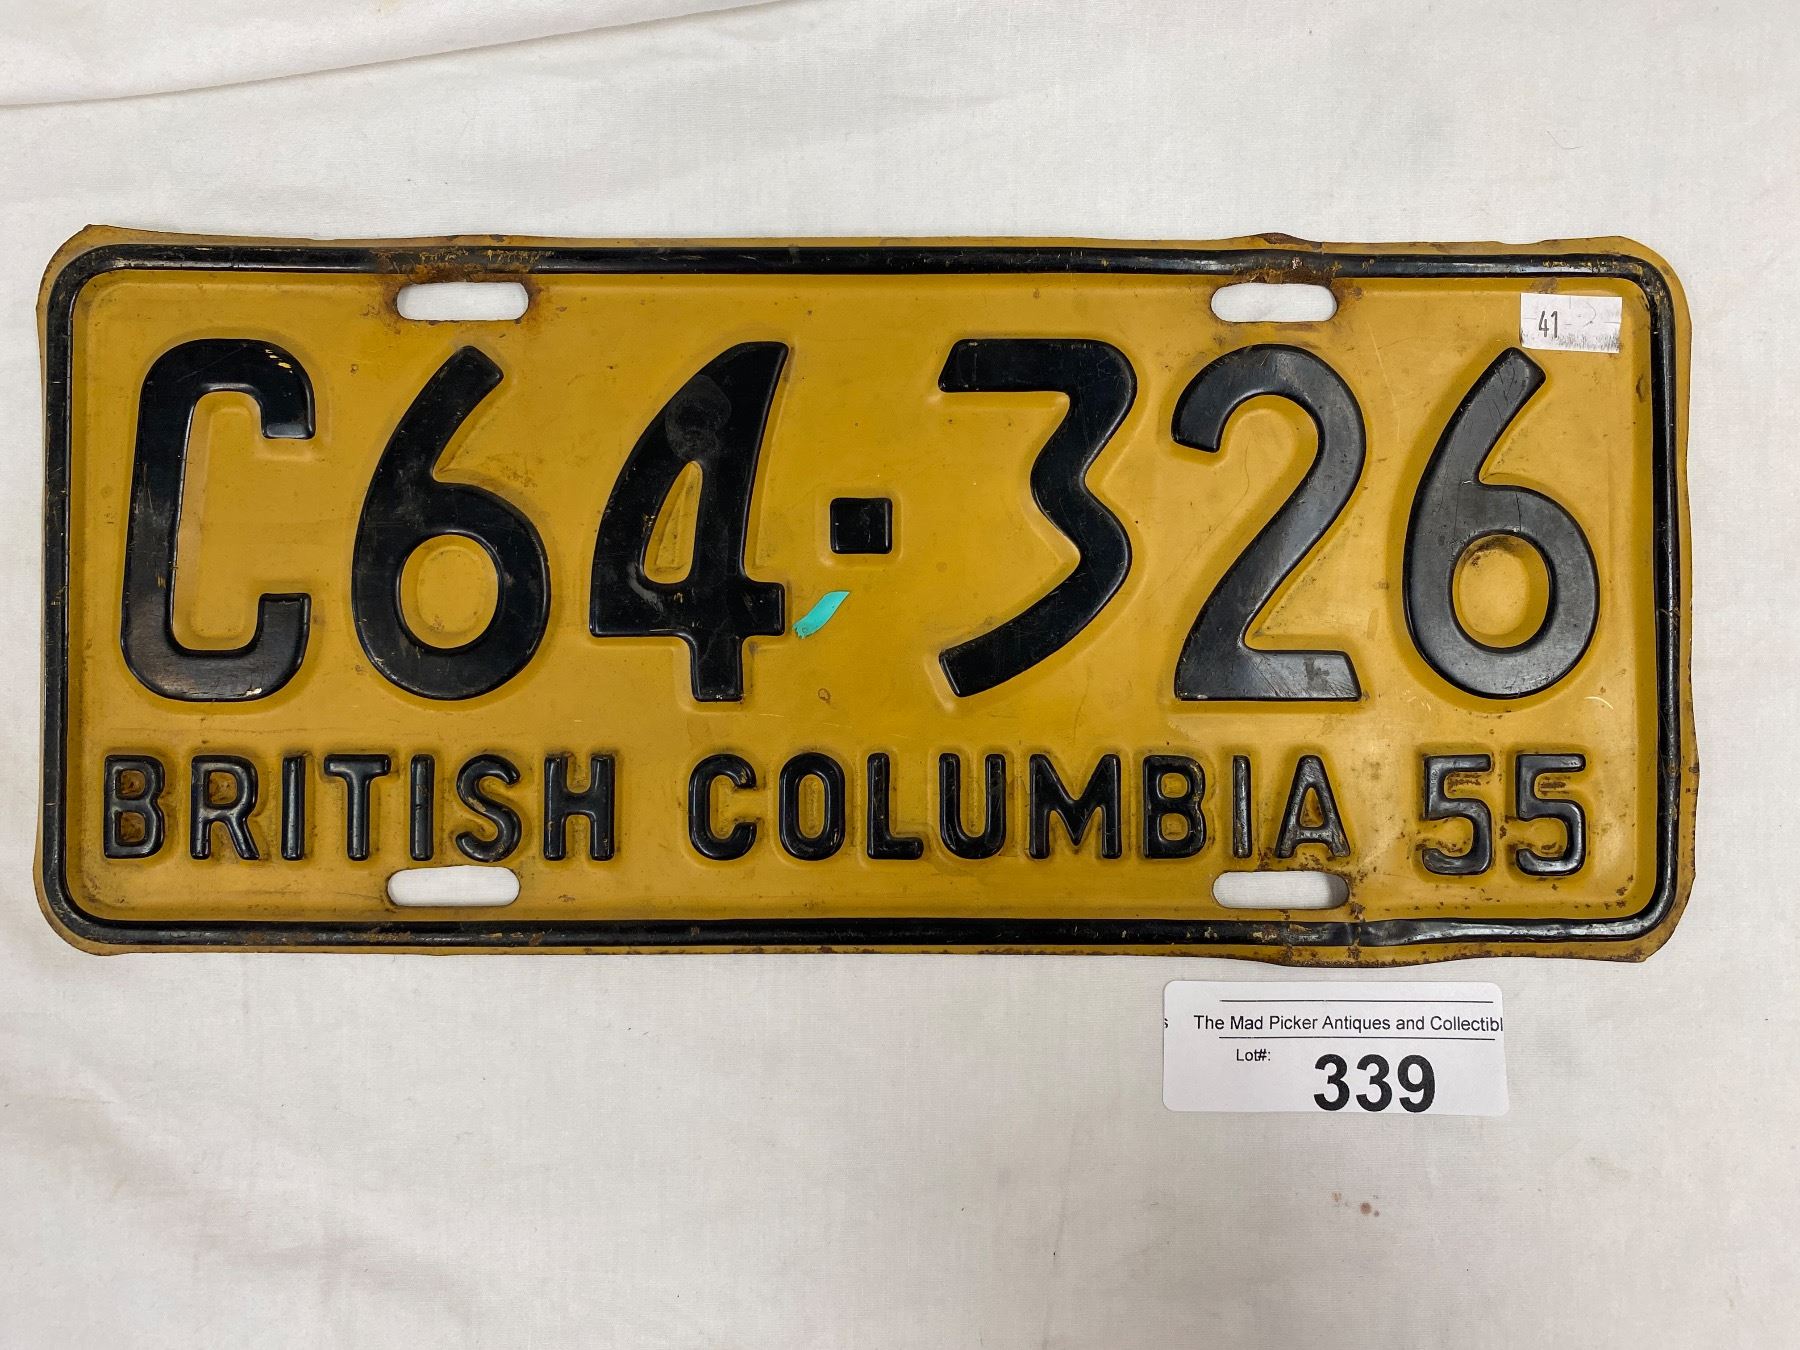 41
C64-326
BRITISH COLUMBIA 55
s The Mad Picker Antiques and Collectibl
Lot#: 339